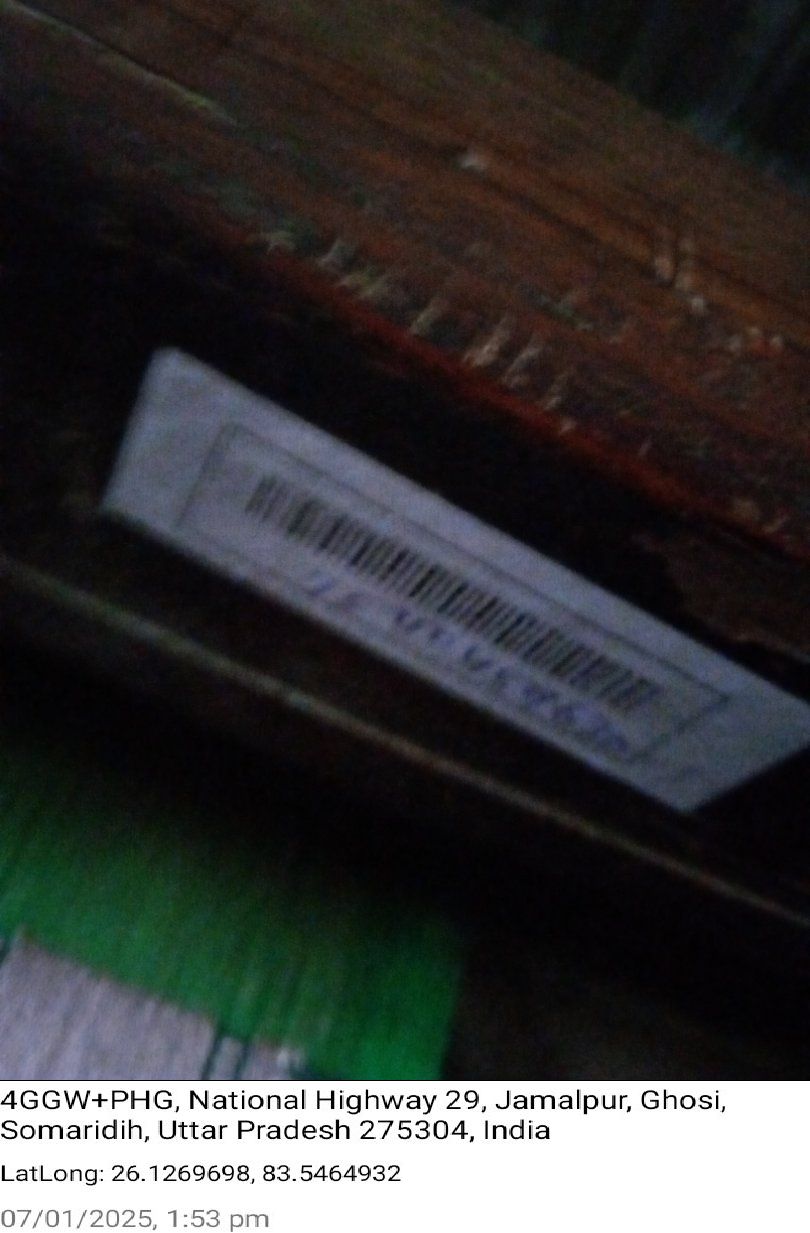 4GGW+PHG, National Highway 29, Jamalpur, Ghosi,
Somaridih, Uttar Pradesh 275304, India
LatLong: 26.1269698, 83.5464932
07/01/2025, 1:53 pm